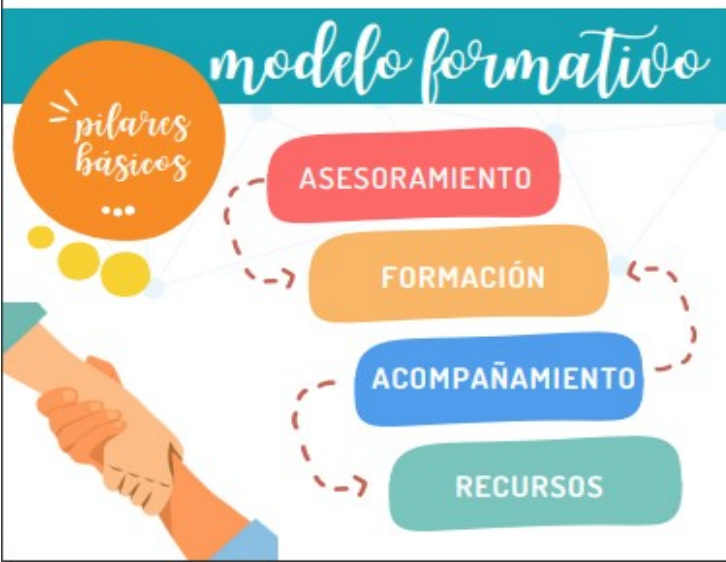 modelo formativo
pilares
básicos
...
ASESORAMIENTO
FORMACIÓN
ACOMPAÑAMIENTO
RECURSOS